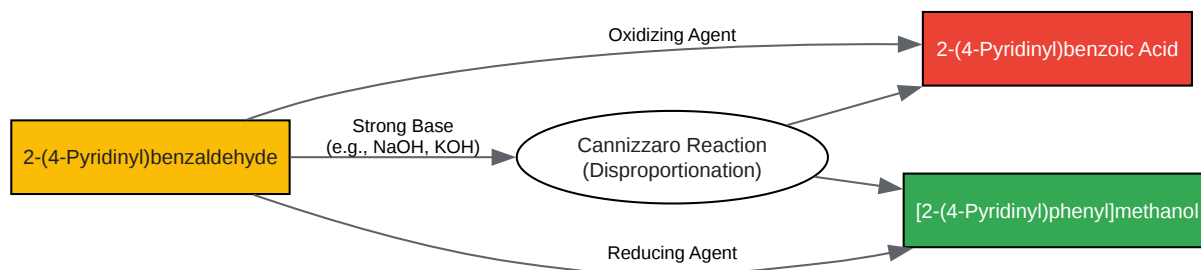 Oxidizing Agent
2-(4-Pyridinyl)benzoic Acid
2-(4-Pyridinyl)benzaldehyde
Strong Base
(e.g., NaOH, KOH)
Cannizzaro Reaction
(Disproportionation)
[2-(4-Pyridinyl)phenyl]methanol
Reducing Agent